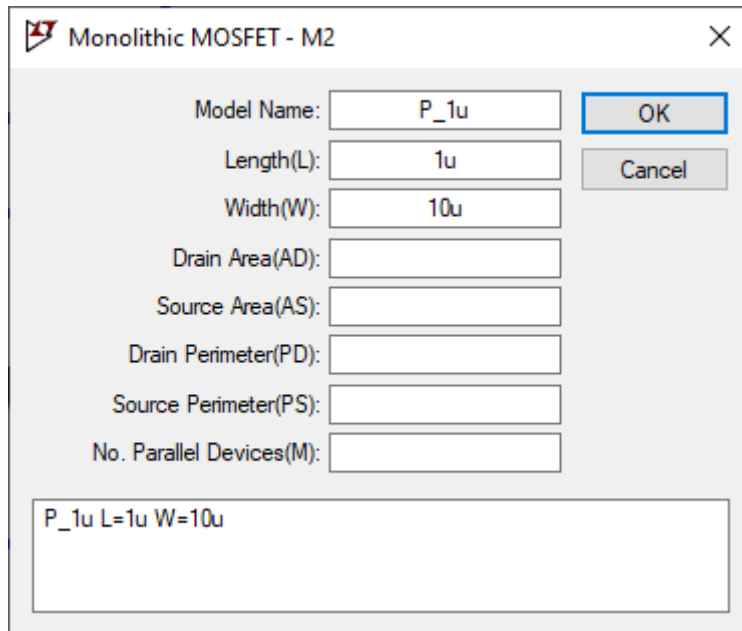 Monolithic MOSFET - M2
Model Name: P_1u OK
Length(L): 1u Cancel
Width(W): 10u
Drain Area(AD):
Source Area(AS):
Drain Perimeter(PD):
Source Perimeter(PS):
No. Parallel Devices(M):
P_1u L=1u W=10u